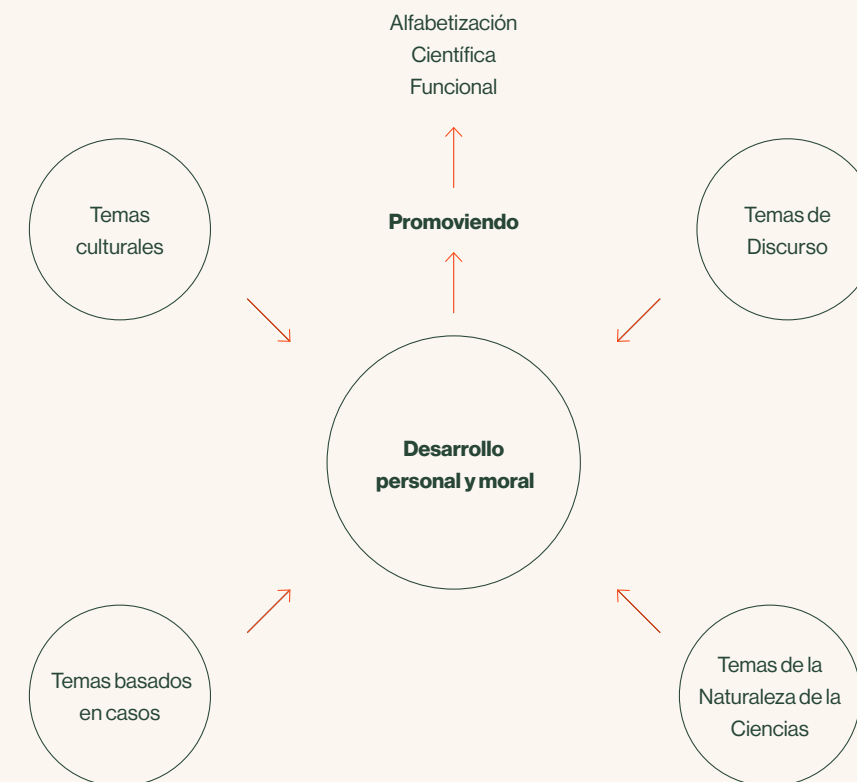 Alfabetización
Científica
Funcional
Promoviendo
Temas
culturales
Temas de
Discurso
Desarrollo
personal y moral
Temas basados
en casos
Temas de la
Naturaleza de la
Ciencias